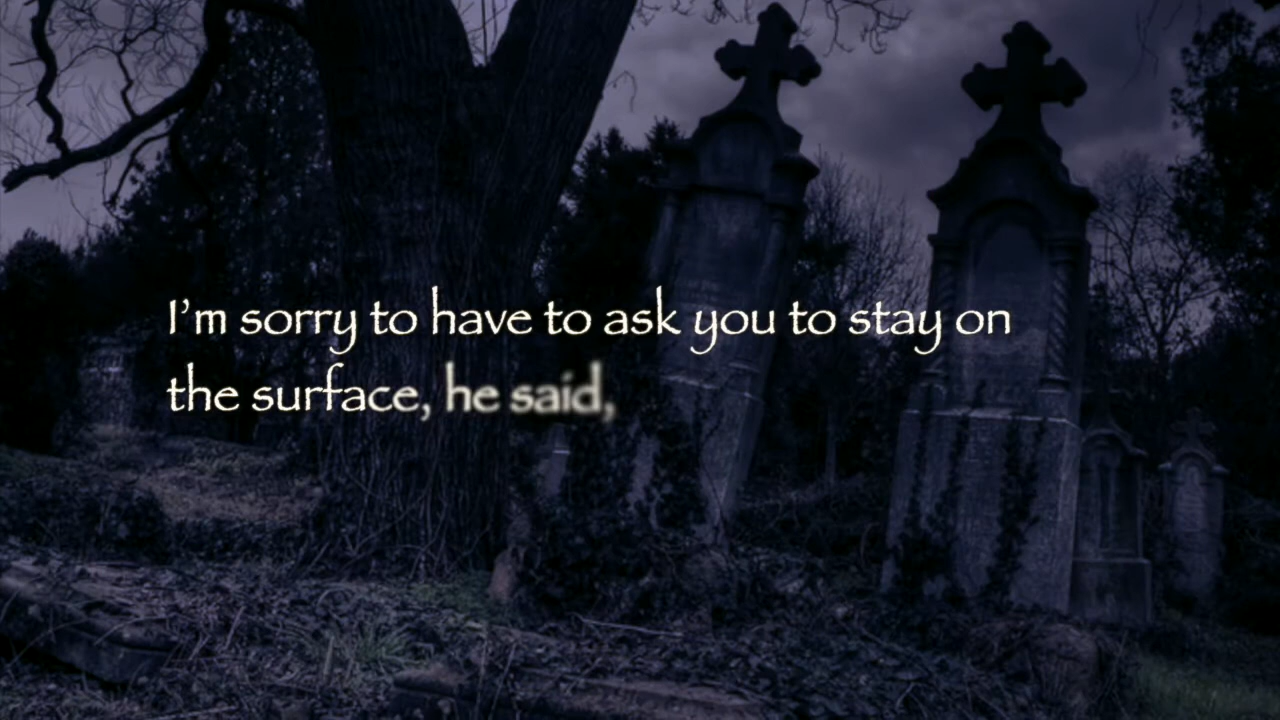 I'm sorry to have to ask you to stay on
the surface, he said,